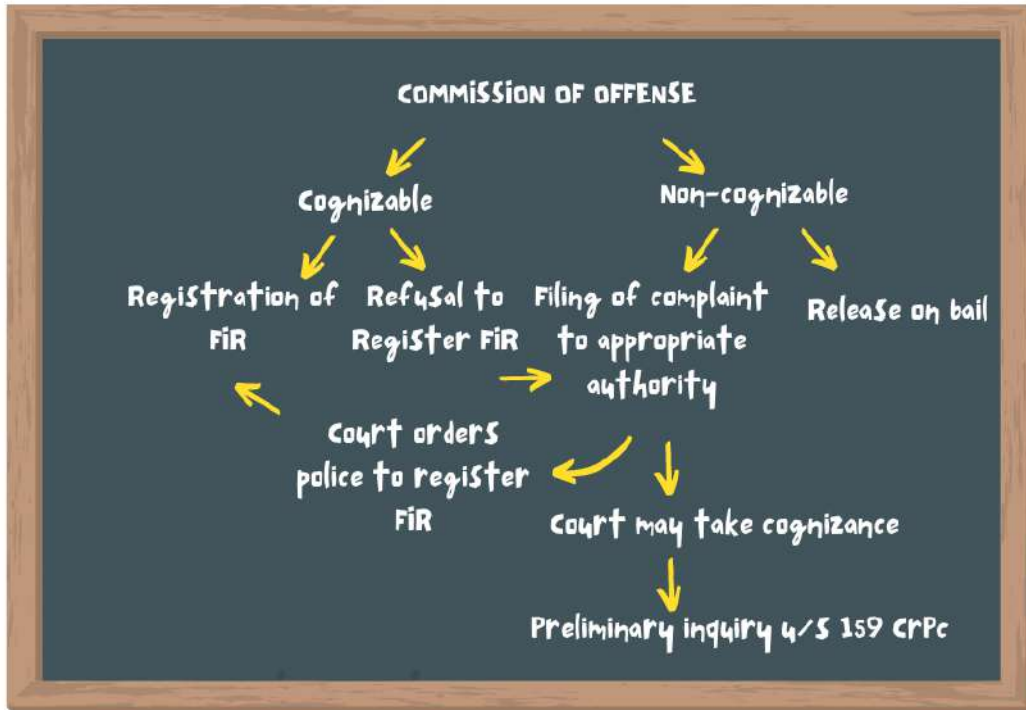 COMMISSION OF OFFENSE
Cognizable
Non-cognizable
Registration of
FIR
Refusal to
Register FIR
Filing of complaint
to appropriate
authority
Release on bail
Court orders
police to register
FIR
Court may take cognizance
Preliminary inquiry u/s 159 CrPc